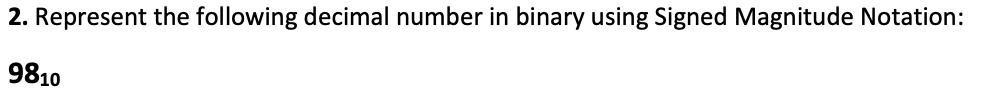 2. Represent the following decimal number in binary using Signed Magnitude Notation:
98₁₀